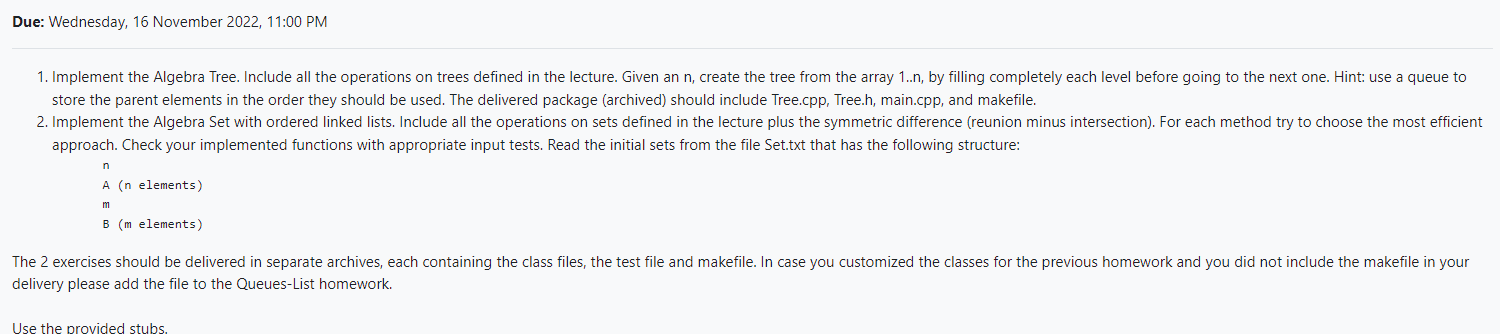 Due: Wednesday, 16 November 2022, 11:00 PM
1. Implement the Algebra Tree. Include all the operations on trees defined in the lecture. Given an n, create the tree from the array 1..n, by filling completely each level before going to the next one. Hint: use a queue to
store the parent elements in the order they should be used. The delivered package (archived) should include Tree.cpp, Tree.h, main.cpp, and makefile.
2. Implement the Algebra Set with ordered linked lists. Include all the operations on sets defined in the lecture plus the symmetric difference (reunion minus intersection). For each method try to choose the most efficient
approach. Check your implemented functions with appropriate input tests. Read the initial sets from the file Set.txt that has the following structure:
n
A (n elements)
m
B (m elements)
The 2 exercises should be delivered in separate archives, each containing the class files, the test file and makefile. In case you customized the classes for the previous homework and you did not include the makefile in your
delivery please add the file to the Queues-List homework.
Use the provided stubs.